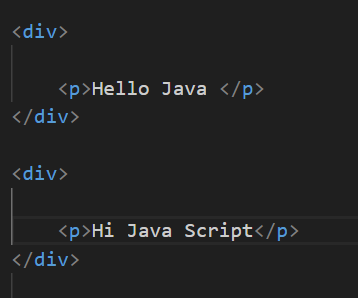 <div>
<p>Hello Java </p>
</div>
<div>
<p>Hi Java Script</p>
</div>